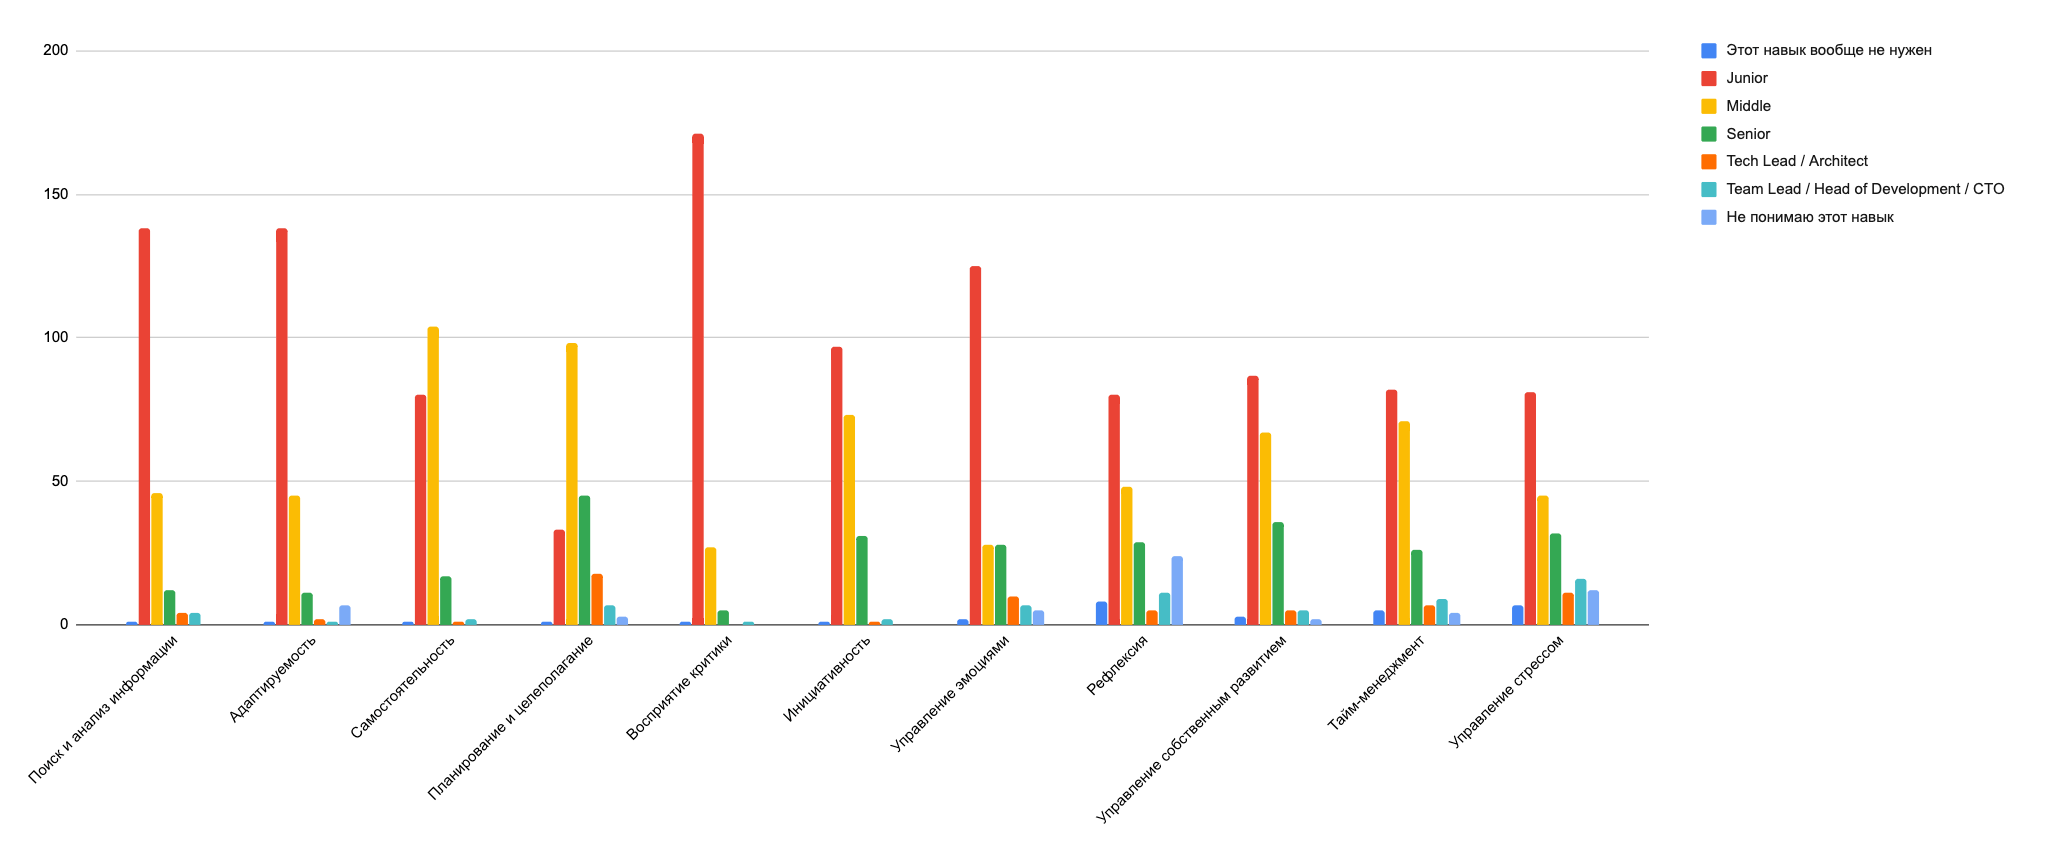 200
150
100
50
0
Поиск и анализ информации
Адаптируемость
Самостоятельность
Планирование и целеполагание
Восприятие критики
Инициативность
Управление эмоциями
Рефлексия
Управление собственным развитием
Тайм-менеджмент
Управление стрессом
Этот навык вообще не нужен
Junior
Middle
Senior
Tech Lead / Architect
Team Lead / Head of Development / CTO
Не понимаю этот навык